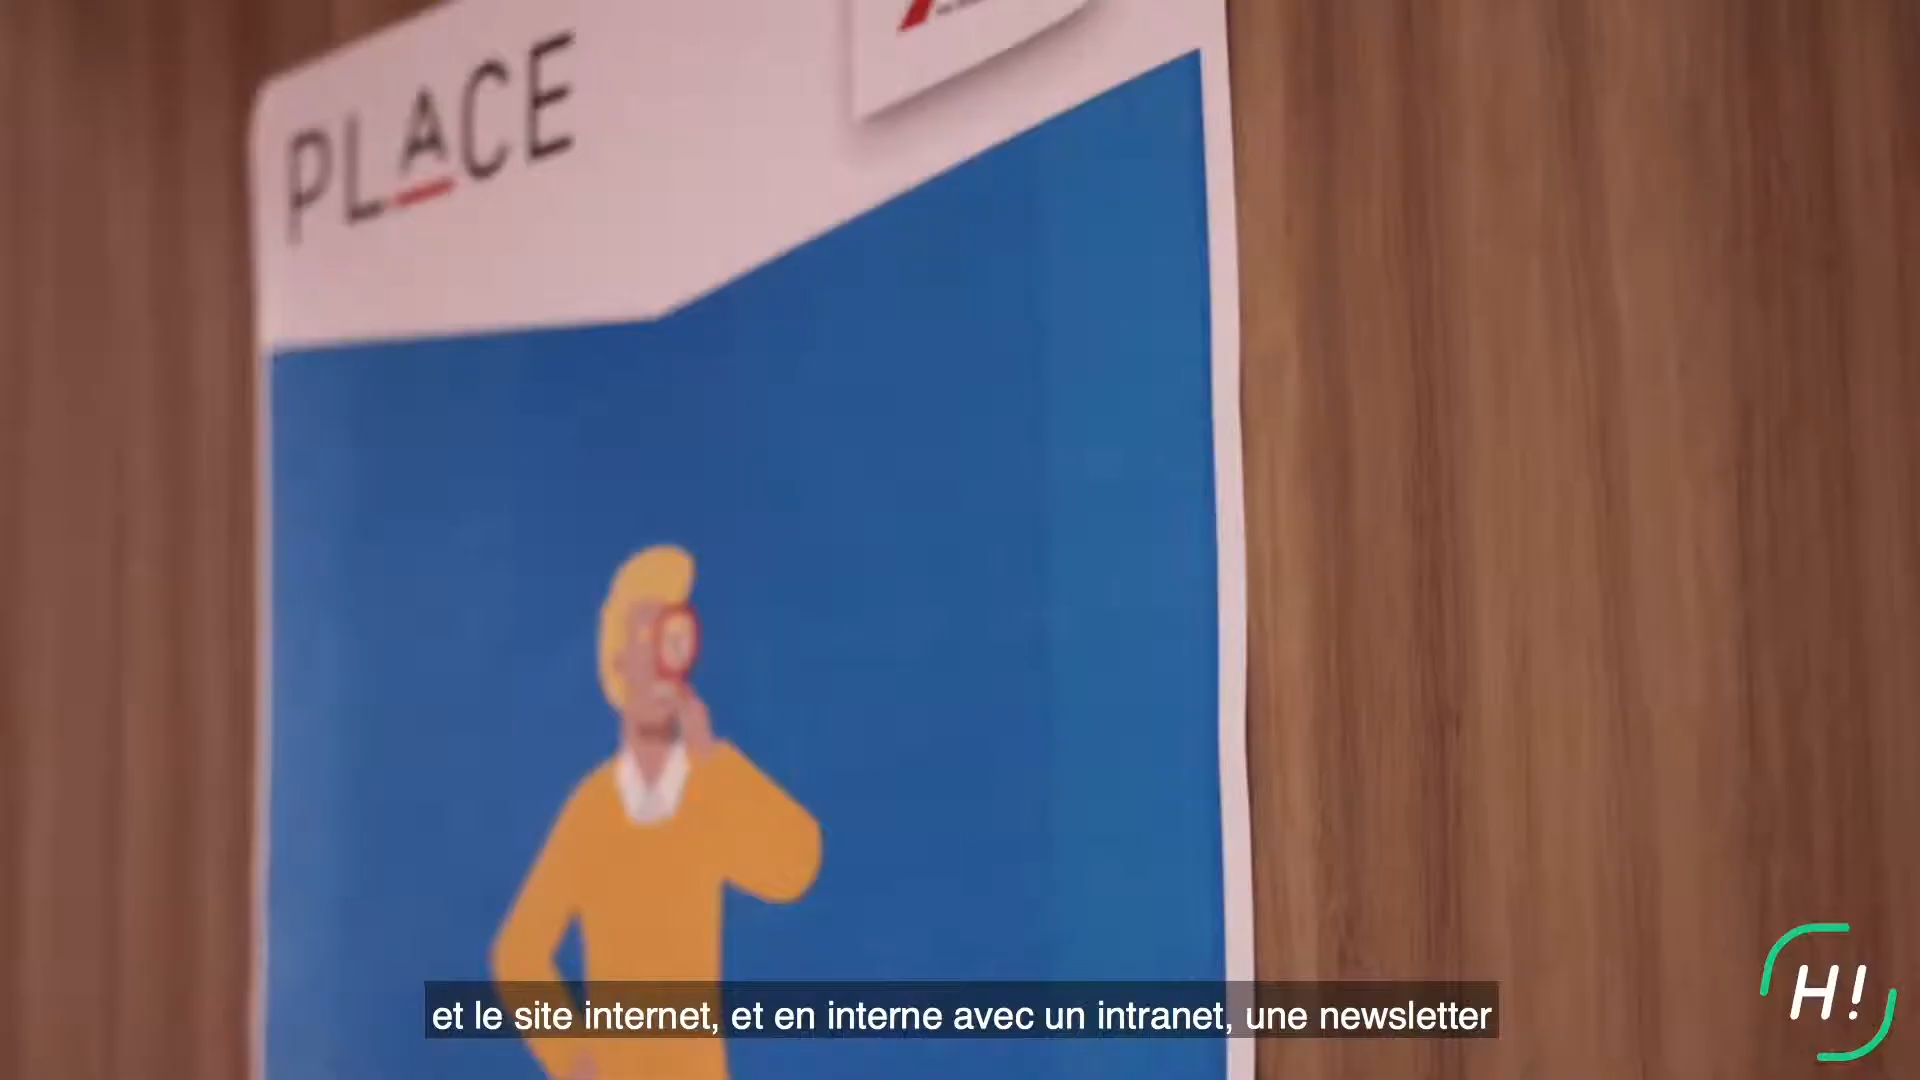 PLACE
et le site internet, et en interne avec un intranet, une newsletter
H!